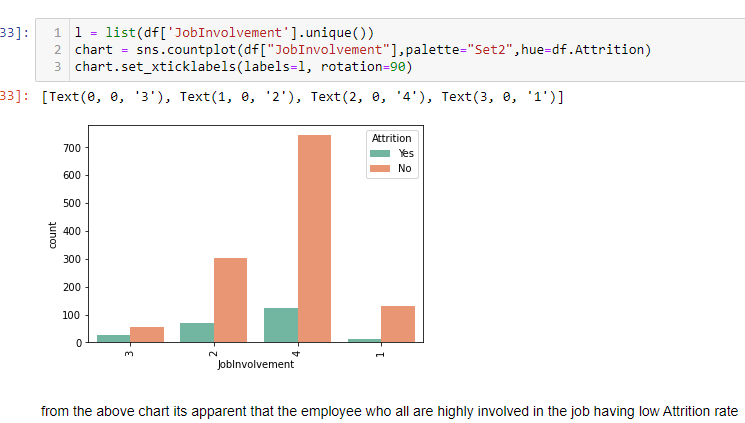 33]:
1 l = list(df['JobInvolvement'].unique())
2 chart = sns.countplot(df["JobInvolvement"],palette="Set2",hue=df.Attrition)
3 chart.set_xticklabels(labels=l, rotation=90)
33]: [Text(0, 0, '3'), Text(1, 0, '2'), Text(2, 0, '4'), Text(3, 0, '1')]
Attrition
Yes
No
700
600
500
400
300
200
100
0
count
3 2 4 1
JobInvolvement
from the above chart its apparent that the employee who all are highly involved in the job having low Attrition rate